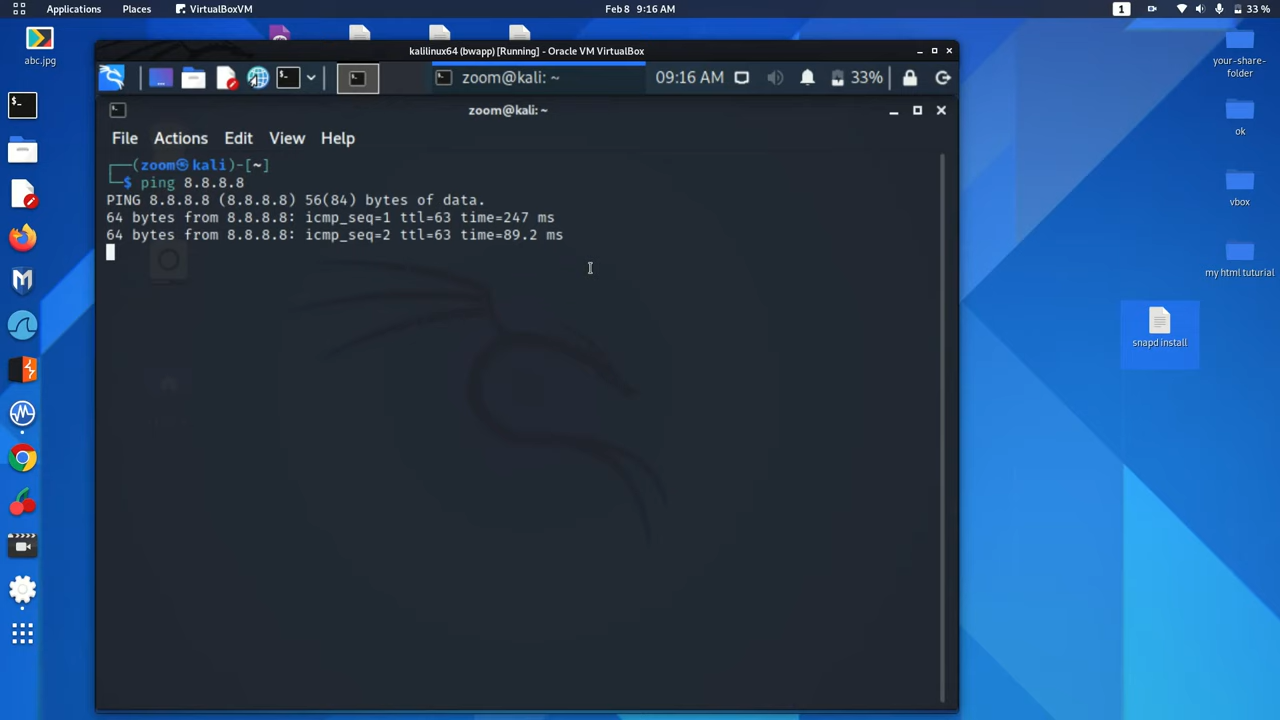 Applications Places VirtualBoxVM Feb 8 9:16 AM 1 33 %
abc.jpg
your-share-folder
ok
vbox
my html tuturial
snapd install
kalilinux64 (bwapp) [Running] - Oracle VM VirtualBox
zoom@kali: ~ 09:16 AM 33%
zoom@kali: ~
File Actions Edit View Help
┌──(zoom㉿kali)-[~]
└─$ ping 8.8.8.8
PING 8.8.8.8 (8.8.8.8) 56(84) bytes of data.
64 bytes from 8.8.8.8: icmp_seq=1 ttl=63 time=247 ms
64 bytes from 8.8.8.8: icmp_seq=2 ttl=63 time=89.2 ms